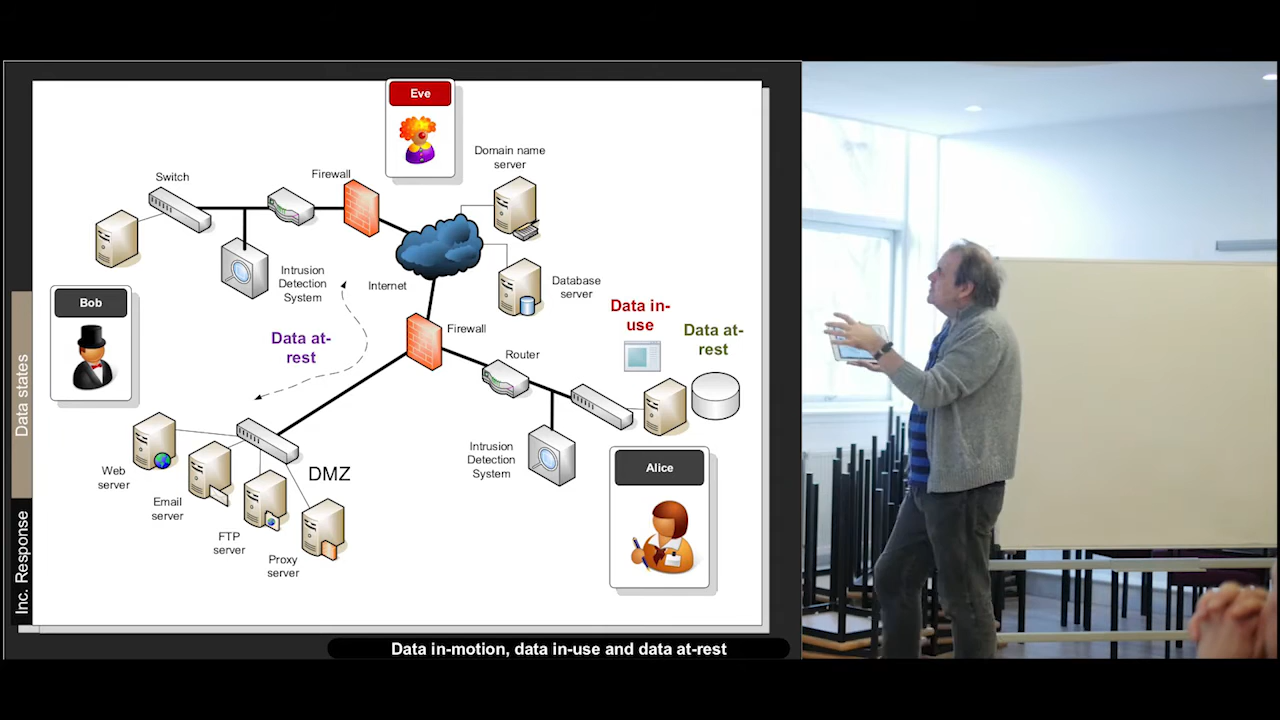 Eve
Domain name
server
Firewall
Switch
Intrusion
Detection
System
Internet
Database
server
Bob
Data in-
use
Data at-
rest
Firewall
Data at-
rest
Router
Data states
Web
server
DMZ
Intrusion
Detection
System
Alice
Email
server
FTP
server
Proxy
server
Inc. Response
Data in-motion, data in-use and data at-rest